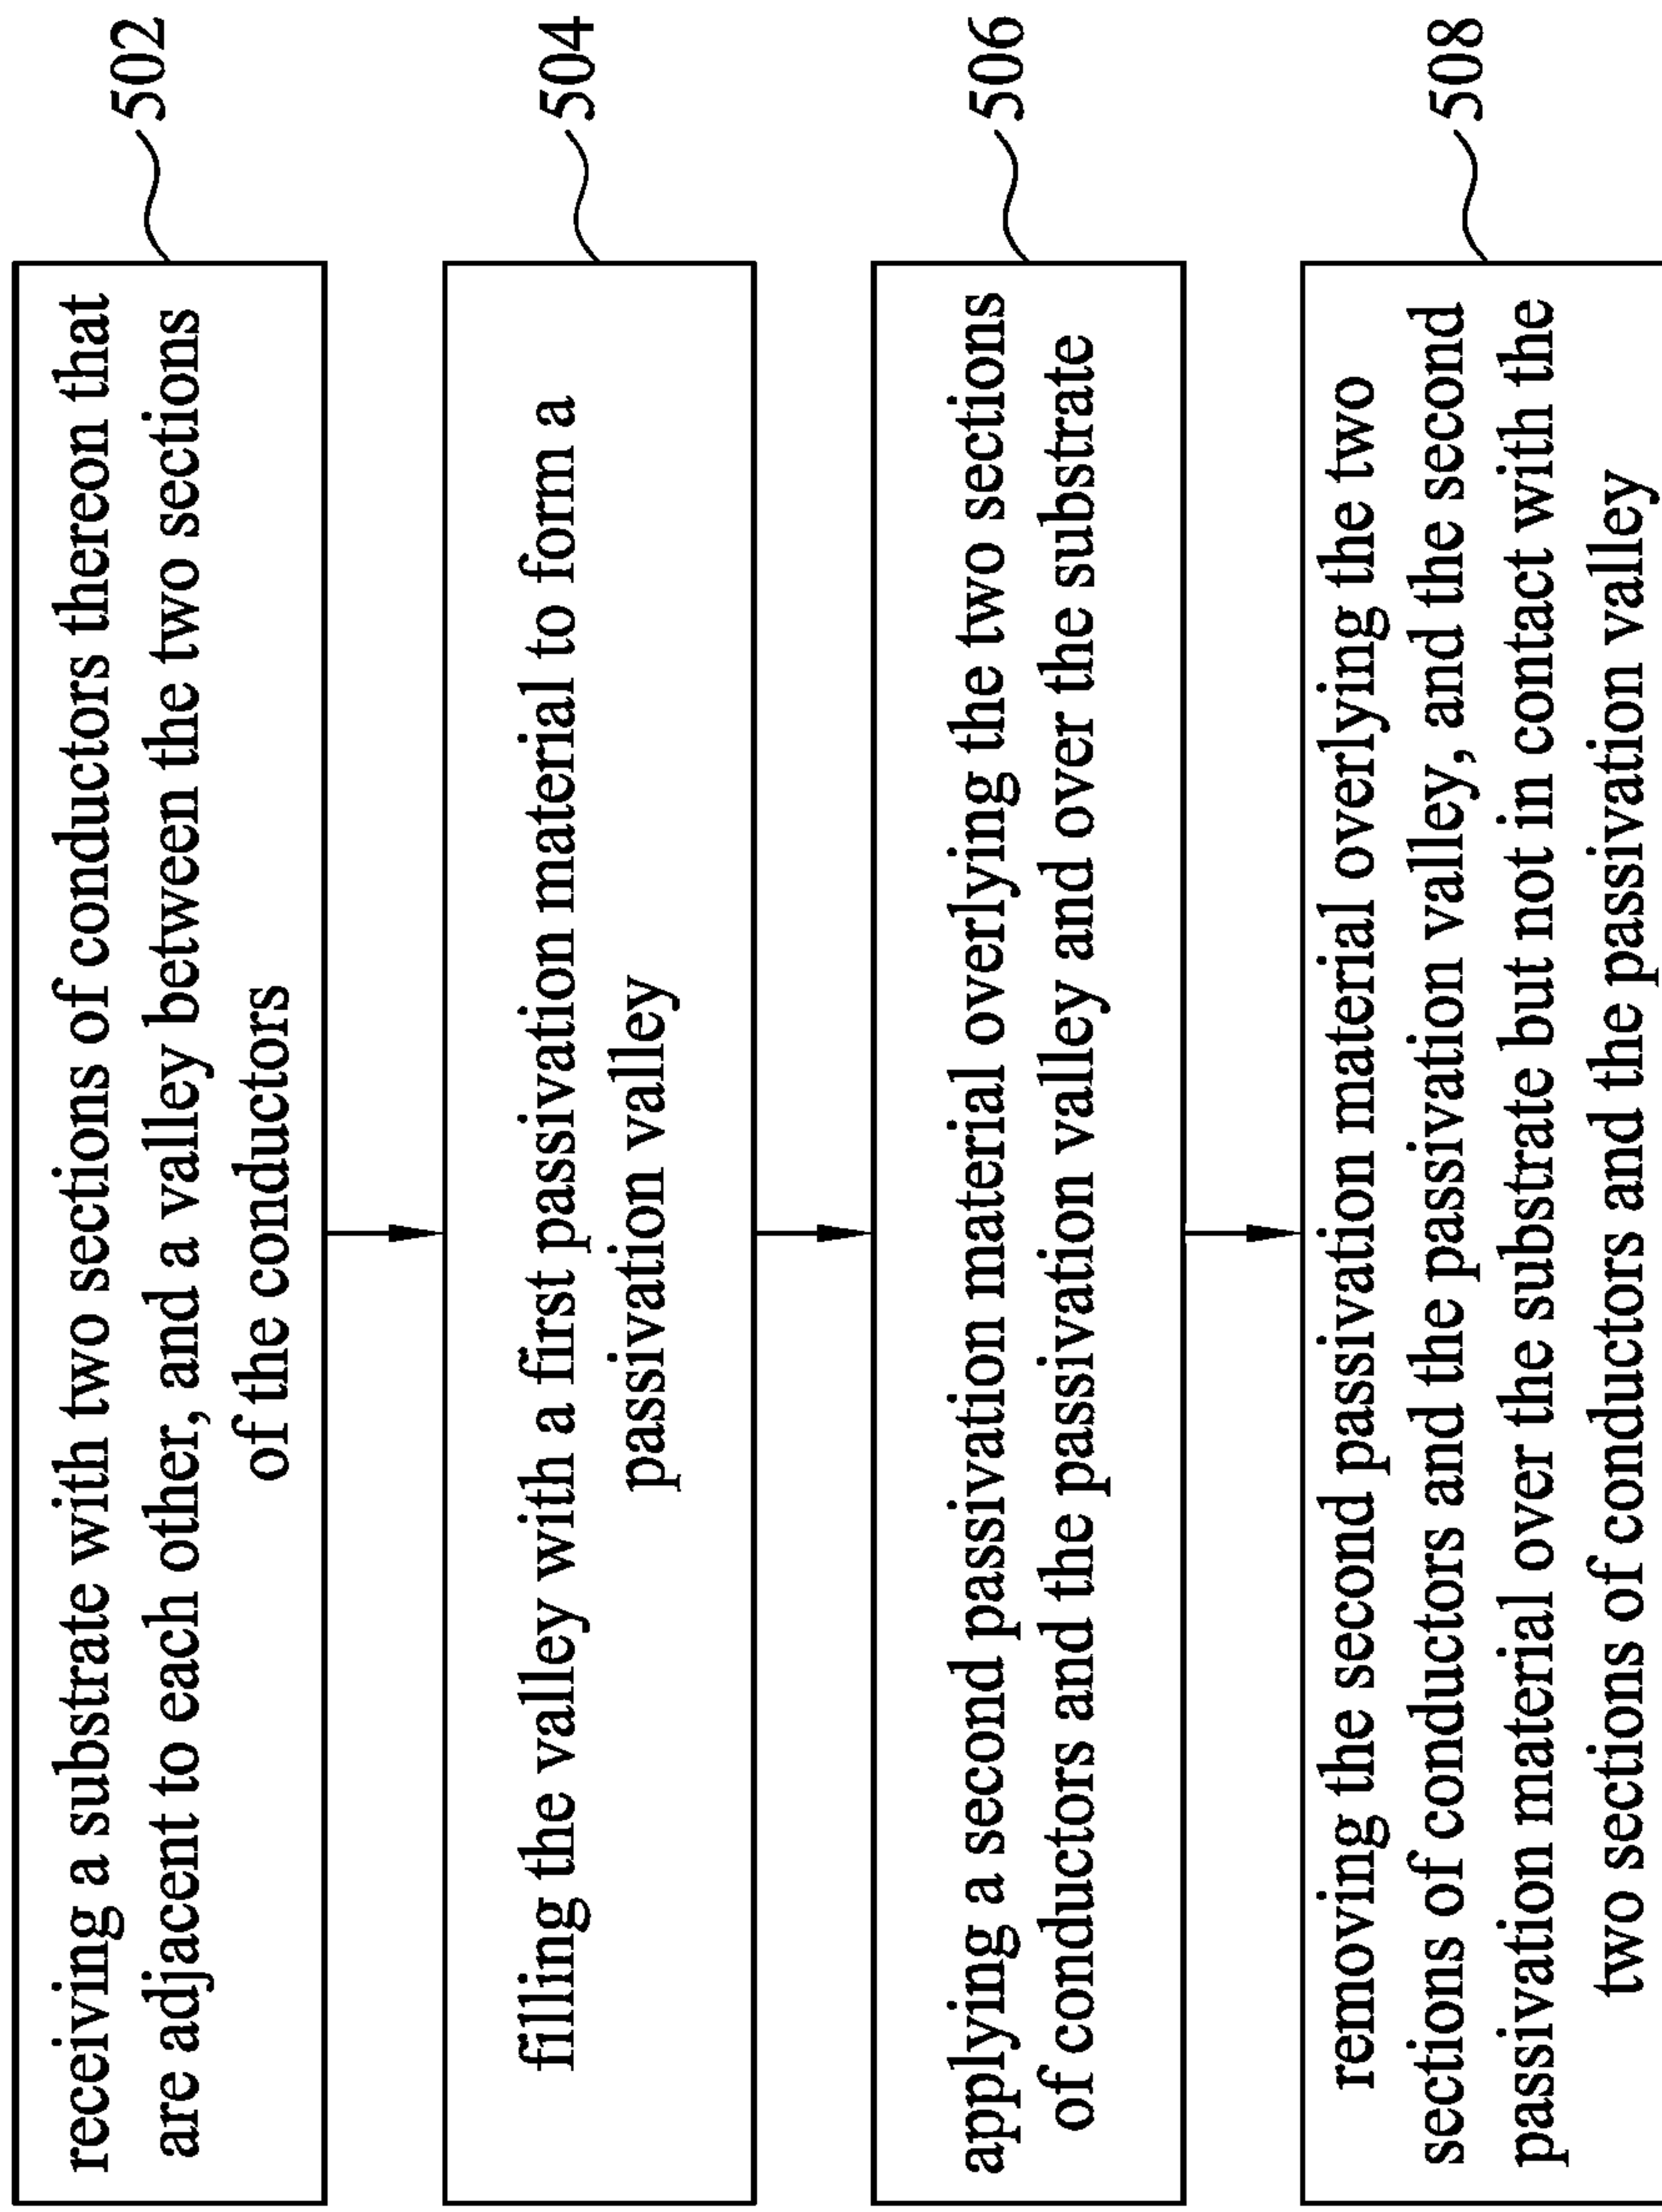 receiving a substrate with two sections of conductors thereon that
are adjacent to each other, and a valley between the two sections
of the conductors
502
filling the valley with a first passivation material to form a
passivation valley
504
applying a second passivation material overlying the two sections
of conductors and the passivation valley and over the substrate
506
removing the second passivation material overlying the two
sections of conductors and the passivation valley, and the second
passivation material over the substrate but not in contact with the
two sections of conductors and the passivation valley
508